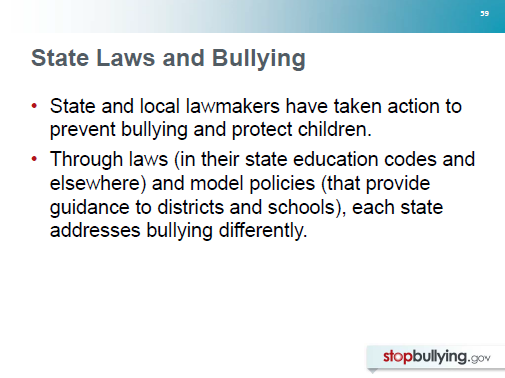 59
State Laws and Bullying
• State and local lawmakers have taken action to
prevent bullying and protect children.
• Through laws (in their state education codes and
elsewhere) and model policies (that provide
guidance to districts and schools), each state
addresses bullying differently.
stopbullying.gov